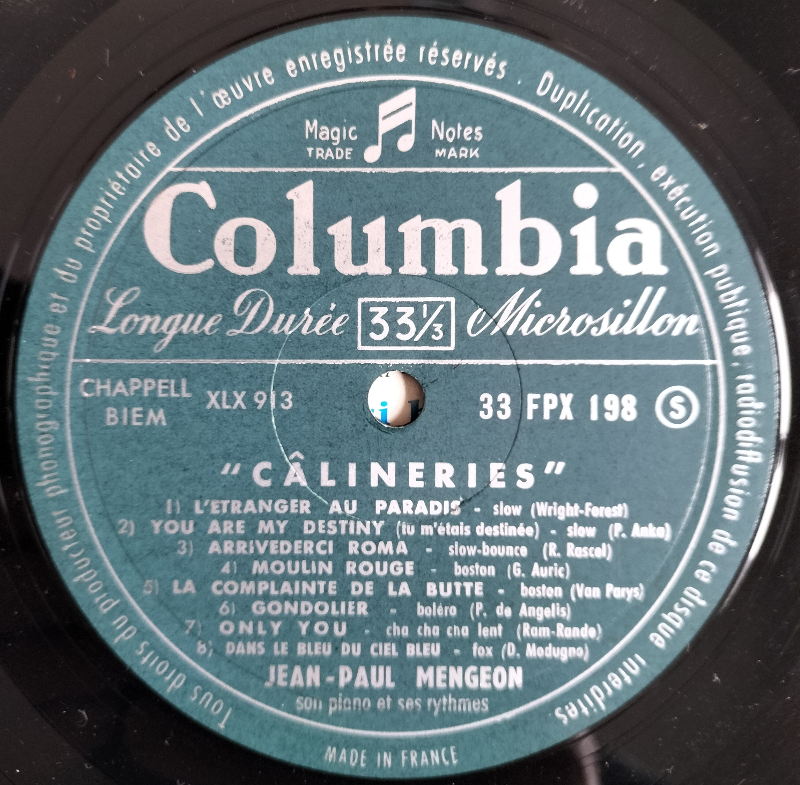 Tous droits du producteur phonographique et du propriétaire de l'œuvre enregistrée réservés. Duplication, exécution publique, radiodiffusion de ce disque interdites
Magic Notes
TRADE MARK
Columbia
Longue Durée 33⅓ Microsillon
CHAPPELL
BIEM
XLX 913
33 FPX 198 Ⓢ
"CÂLINERIES"
1) L'ETRANGER AU PARADIS - slow (Wright-Forest)
2) YOU ARE MY DESTINY (tu m'étais destinée) - slow (P. Anka)
3) ARRIVEDERCI ROMA - slow-bounce (R. Rascel)
4) MOULIN ROUGE - boston (G. Auric)
5) LA COMPLAINTE DE LA BUTTE - boston (Van Parys)
6) GONDOLIER - boléro (P. de Angelis)
7) ONLY YOU - cha cha cha lent (Ram-Rando)
8) DANS LE BLEU DU CIEL BLEU - fox (D. Modugno)
JEAN-PAUL MENGEON
son piano et ses rythmes
MADE IN FRANCE